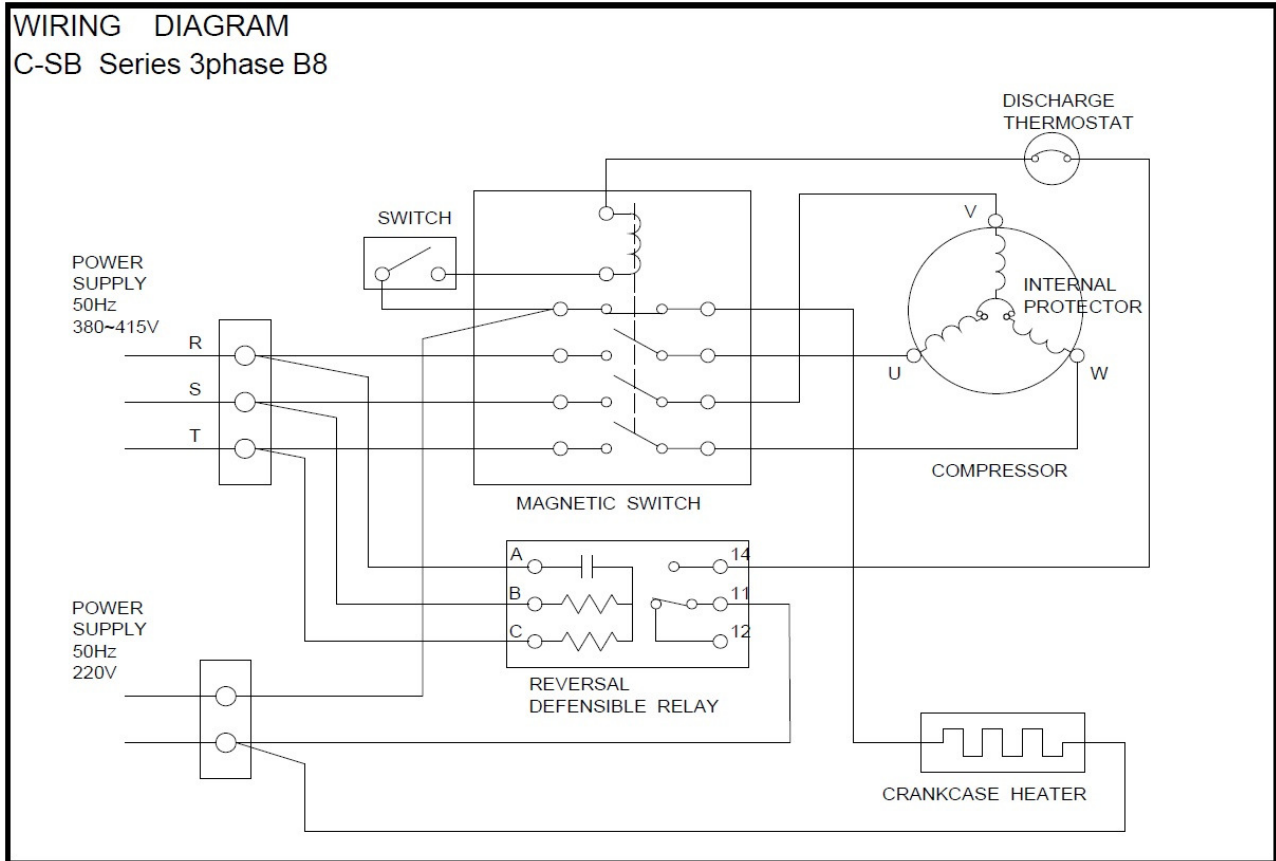 WIRING DIAGRAM
C-SB Series 3phase B8
DISCHARGE
THERMOSTAT
SWITCH
V
POWER
SUPPLY
50Hz
380~415V
INTERNAL
PROTECTOR
R
S
T
U
W
COMPRESSOR
MAGNETIC SWITCH
A
14
B
11
C
12
POWER
SUPPLY
50Hz
220V
REVERSAL
DEFENSIBLE RELAY
CRANKCASE HEATER